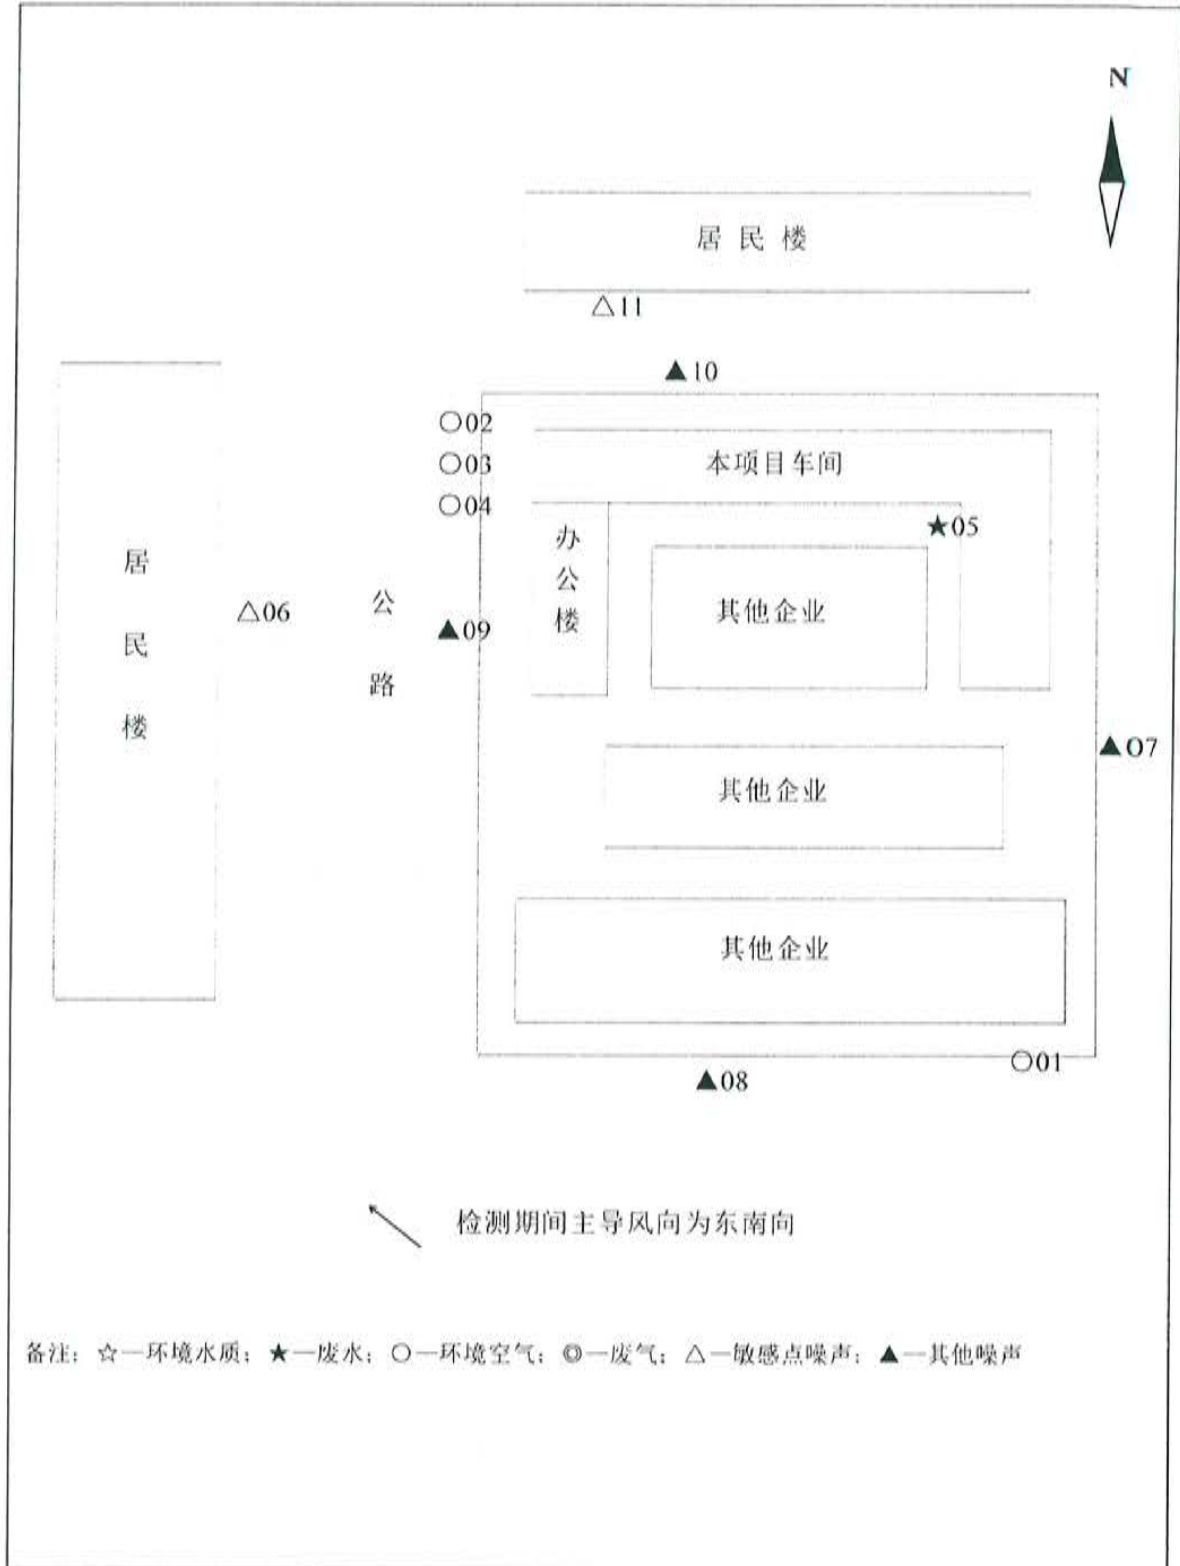 N
居民楼
△11
▲10
○02
○03
○04
本项目车间
★05
办公楼
其他企业
居民楼
△06
公路
▲09
▲07
其他企业
其他企业
○01
▲08
检测期间主导风向为东南向
备注：☆—环境水质；★—废水；○—环境空气；◎—废气；△—敏感点噪声；▲—其他噪声